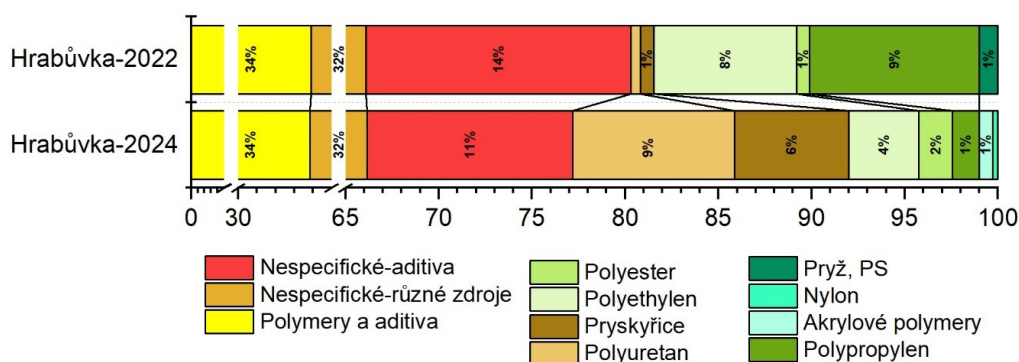 Hrabůvka-2022
34%
32%
14%
1%
8%
1%
9%
1%
Hrabůvka-2024
34%
32%
11%
9%
6%
4%
2%
1%
1%
0 30 65 70 75 80 85 90 95 100
Nespecifické-aditiva
Nespecifické-různé zdroje
Polymery a aditiva
Polyester
Polyethylen
Pryskyřice
Polyuretan
Pryž, PS
Nylon
Akrylové polymery
Polypropylen